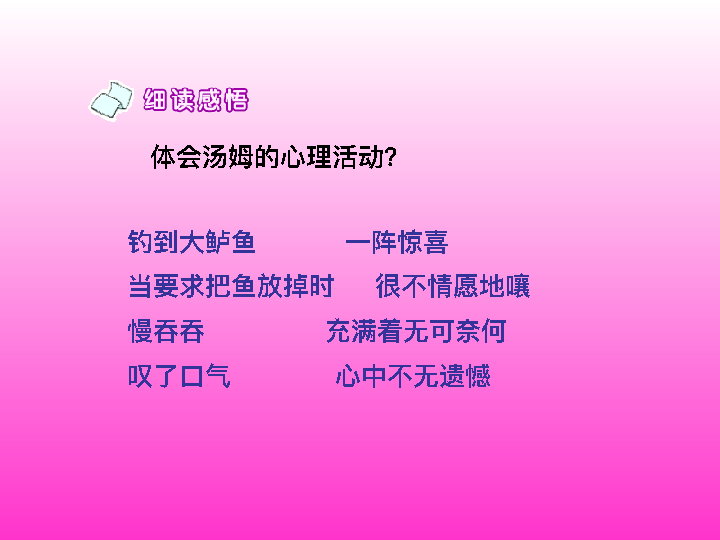 细读感悟
体会汤姆的心理活动?
钓到大鲈鱼 一阵惊喜
当要求把鱼放掉时 很不情愿地嚷
慢吞吞 充满着无可奈何
叹了口气 心中不无遗憾